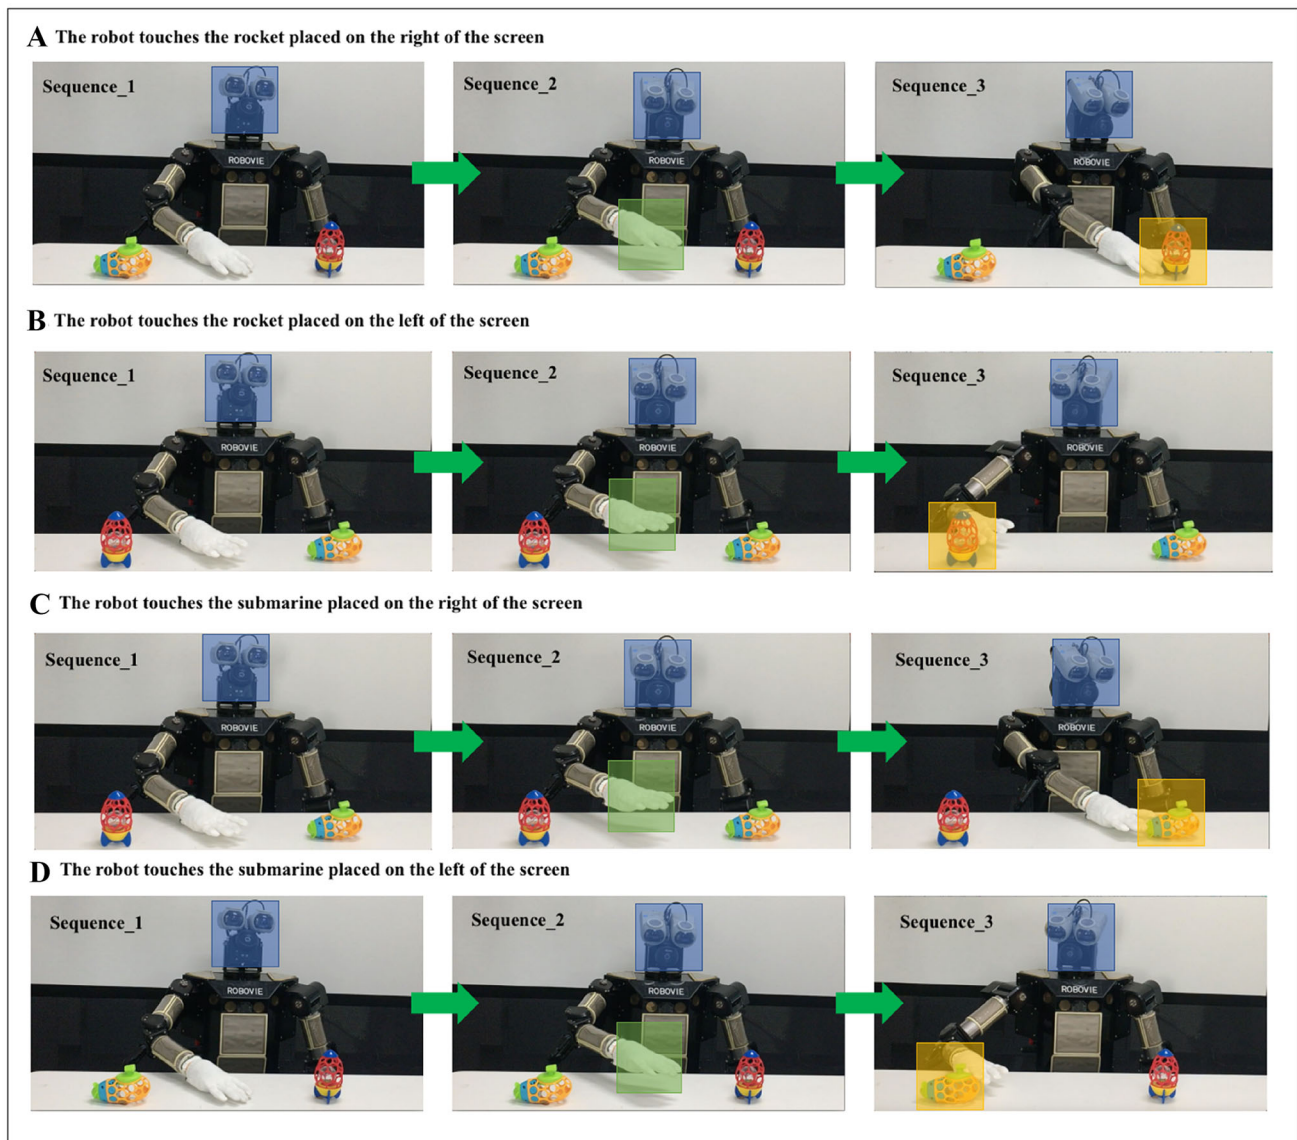 A The robot touches the rocket placed on the right of the screen
Sequence_1
Sequence_2
Sequence_3
ROBOVIE
ROBOVIE
ROBOVIE
B The robot touches the rocket placed on the left of the screen
Sequence_1
Sequence_2
Sequence_3
ROBOVIE
ROBOVIE
ROBOVIE
C The robot touches the submarine placed on the right of the screen
Sequence_1
Sequence_2
Sequence_3
ROBOVIE
ROBOVIE
ROBOVIE
D The robot touches the submarine placed on the left of the screen
Sequence_1
Sequence_2
Sequence_3
ROBOVIE
ROBOVIE
ROBOVIE